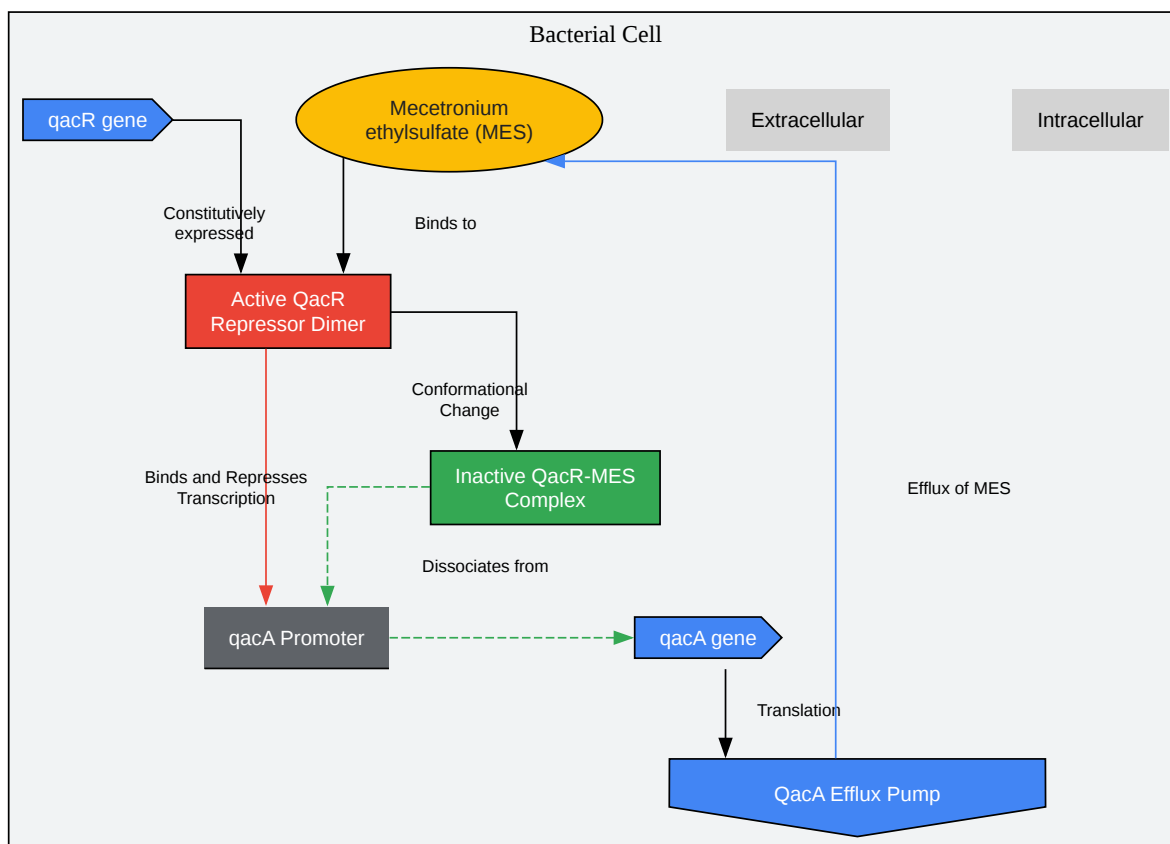 Bacterial Cell
qacR gene
Mecetronium
ethylsulfate (MES)
Extracellular
Intracellular
Constitutively
expressed
Binds to
Active QacR
Repressor Dimer
Conformational
Change
Binds and Represses
Transcription
Inactive QacR-MES
Complex
Efflux of MES
Dissociates from
qacA Promoter
qacA gene
Translation
QacA Efflux Pump